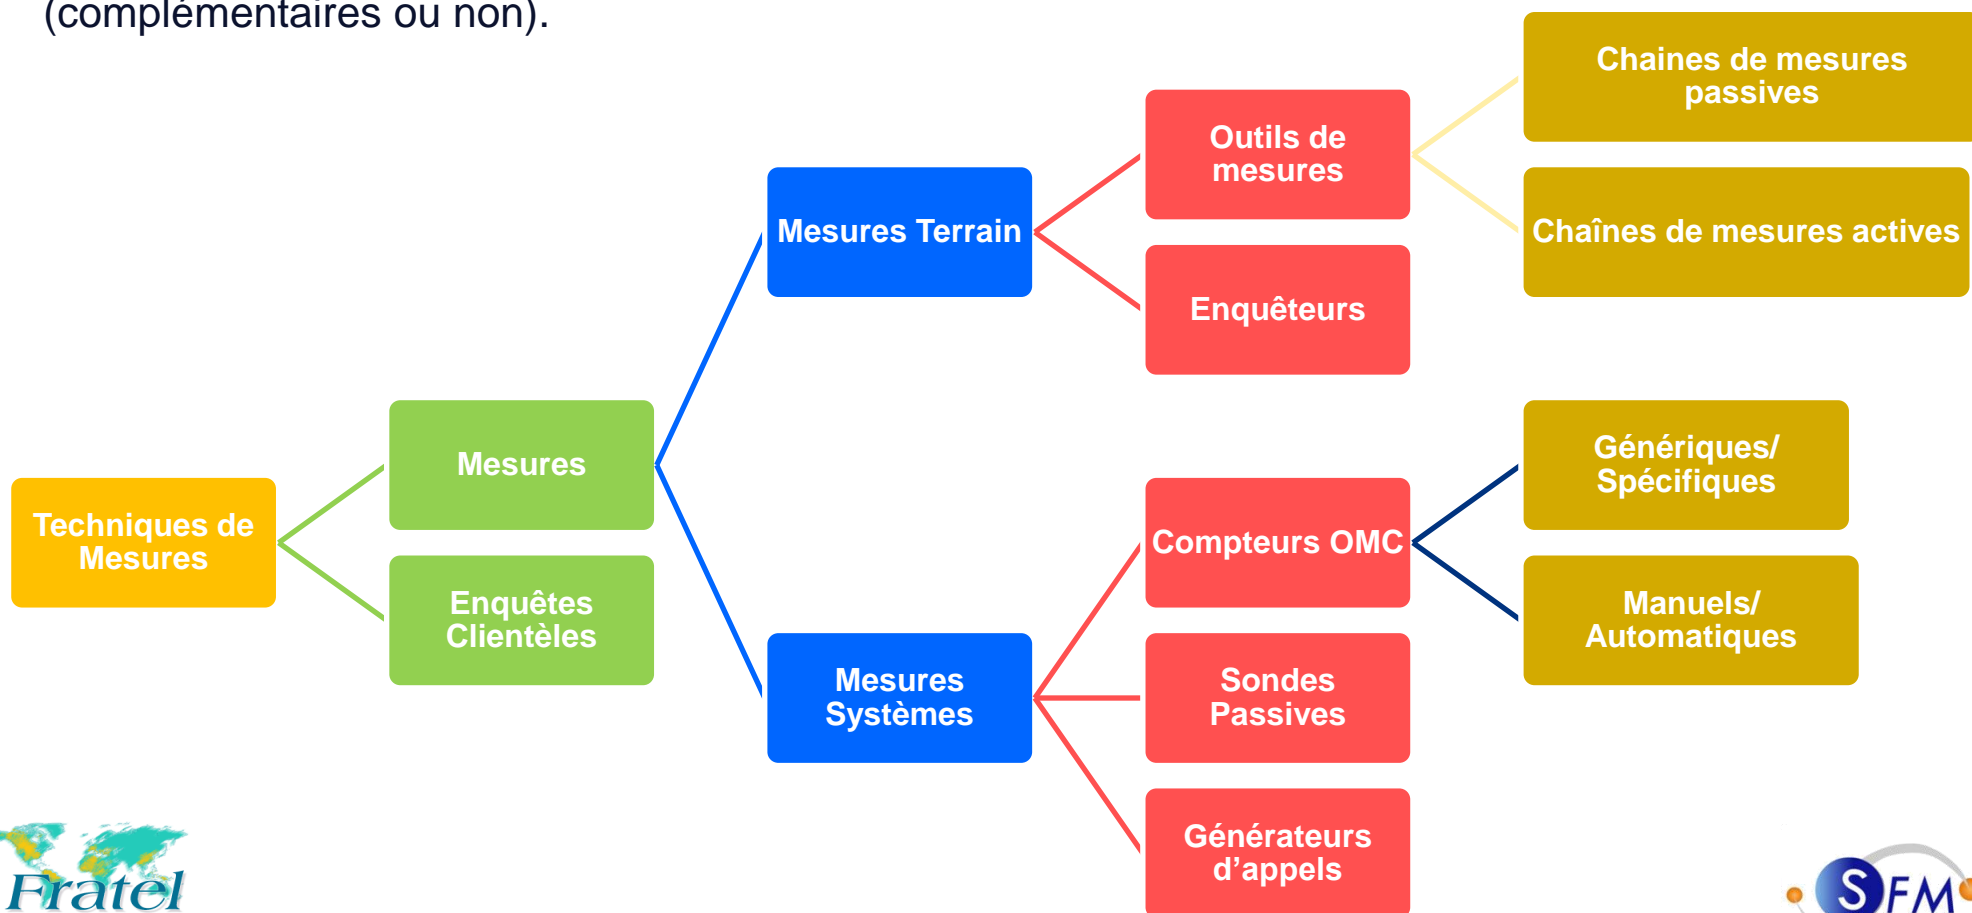 (complémentaires ou non).
Techniques de
Mesures
Mesures
Enquêtes
Clientèles
Mesures Terrain
Mesures
Systèmes
Outils de
mesures
Enquêteurs
Compteurs OMC
Sondes
Passives
Générateurs
d’appels
Chaines de mesures
passives
Chaînes de mesures actives
Génériques/
Spécifiques
Manuels/
Automatiques
Fratel
SFM